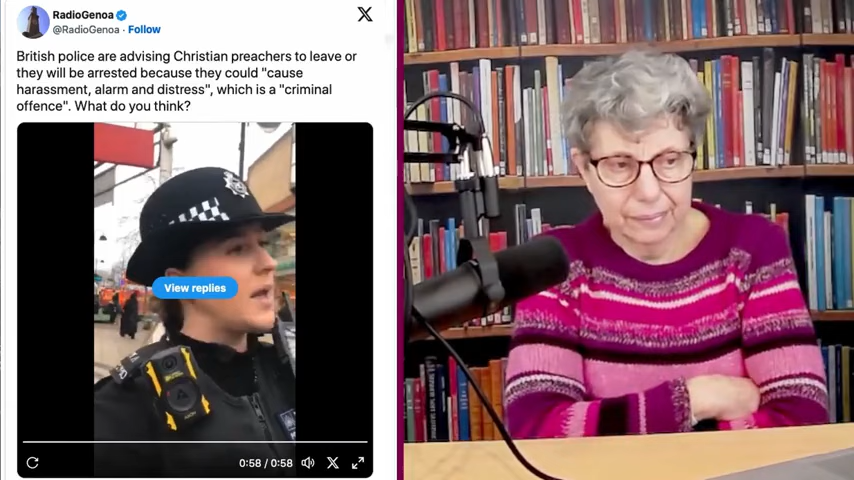 RadioGenoa
@RadioGenoa · Follow
British police are advising Christian preachers to leave or
they will be arrested because they could "cause
harassment, alarm and distress", which is a "criminal
offence". What do you think?
View replies
0:58 / 0:58